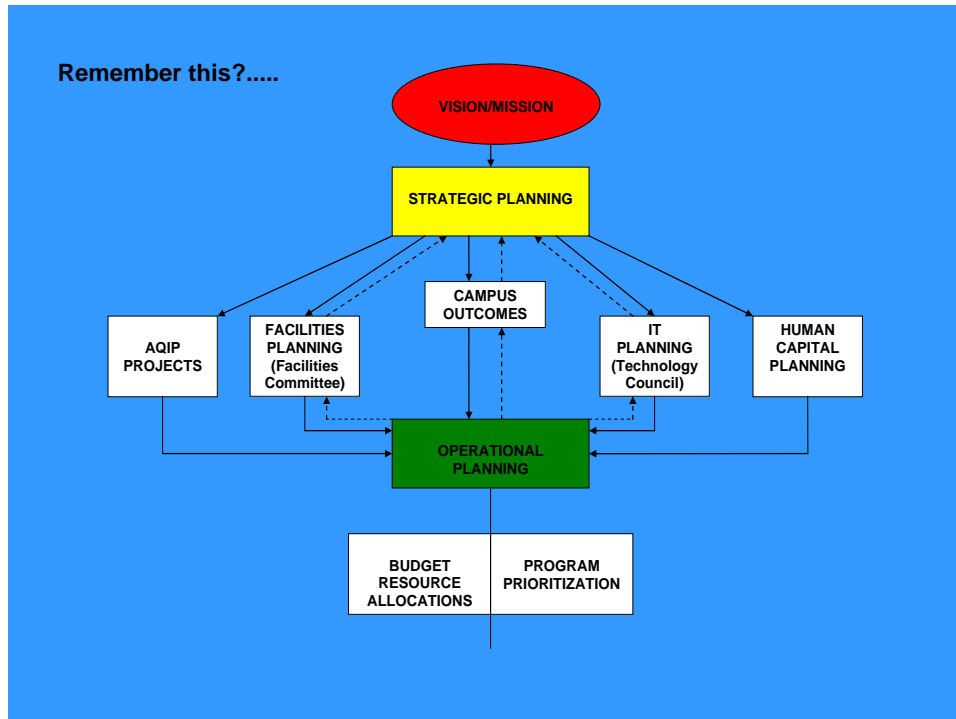 Remember this?.....
VISION/MISSION
STRATEGIC PLANNING
CAMPUS
OUTCOMES
AQIP
PROJECTS
FACILITIES
PLANNING
(Facilities
Committee)
IT
PLANNING
(Technology
Council)
HUMAN
CAPITAL
PLANNING
OPERATIONAL
PLANNING
BUDGET
RESOURCE
ALLOCATIONS
PROGRAM
PRIORITIZATION